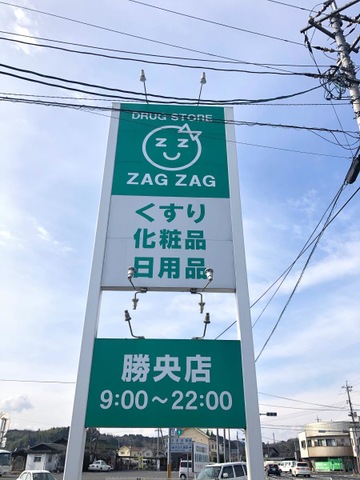 DRUG STORE
ZZ
ZAG ZAG
くすり
化粧品
日用品
勝央店
9:00～22:00